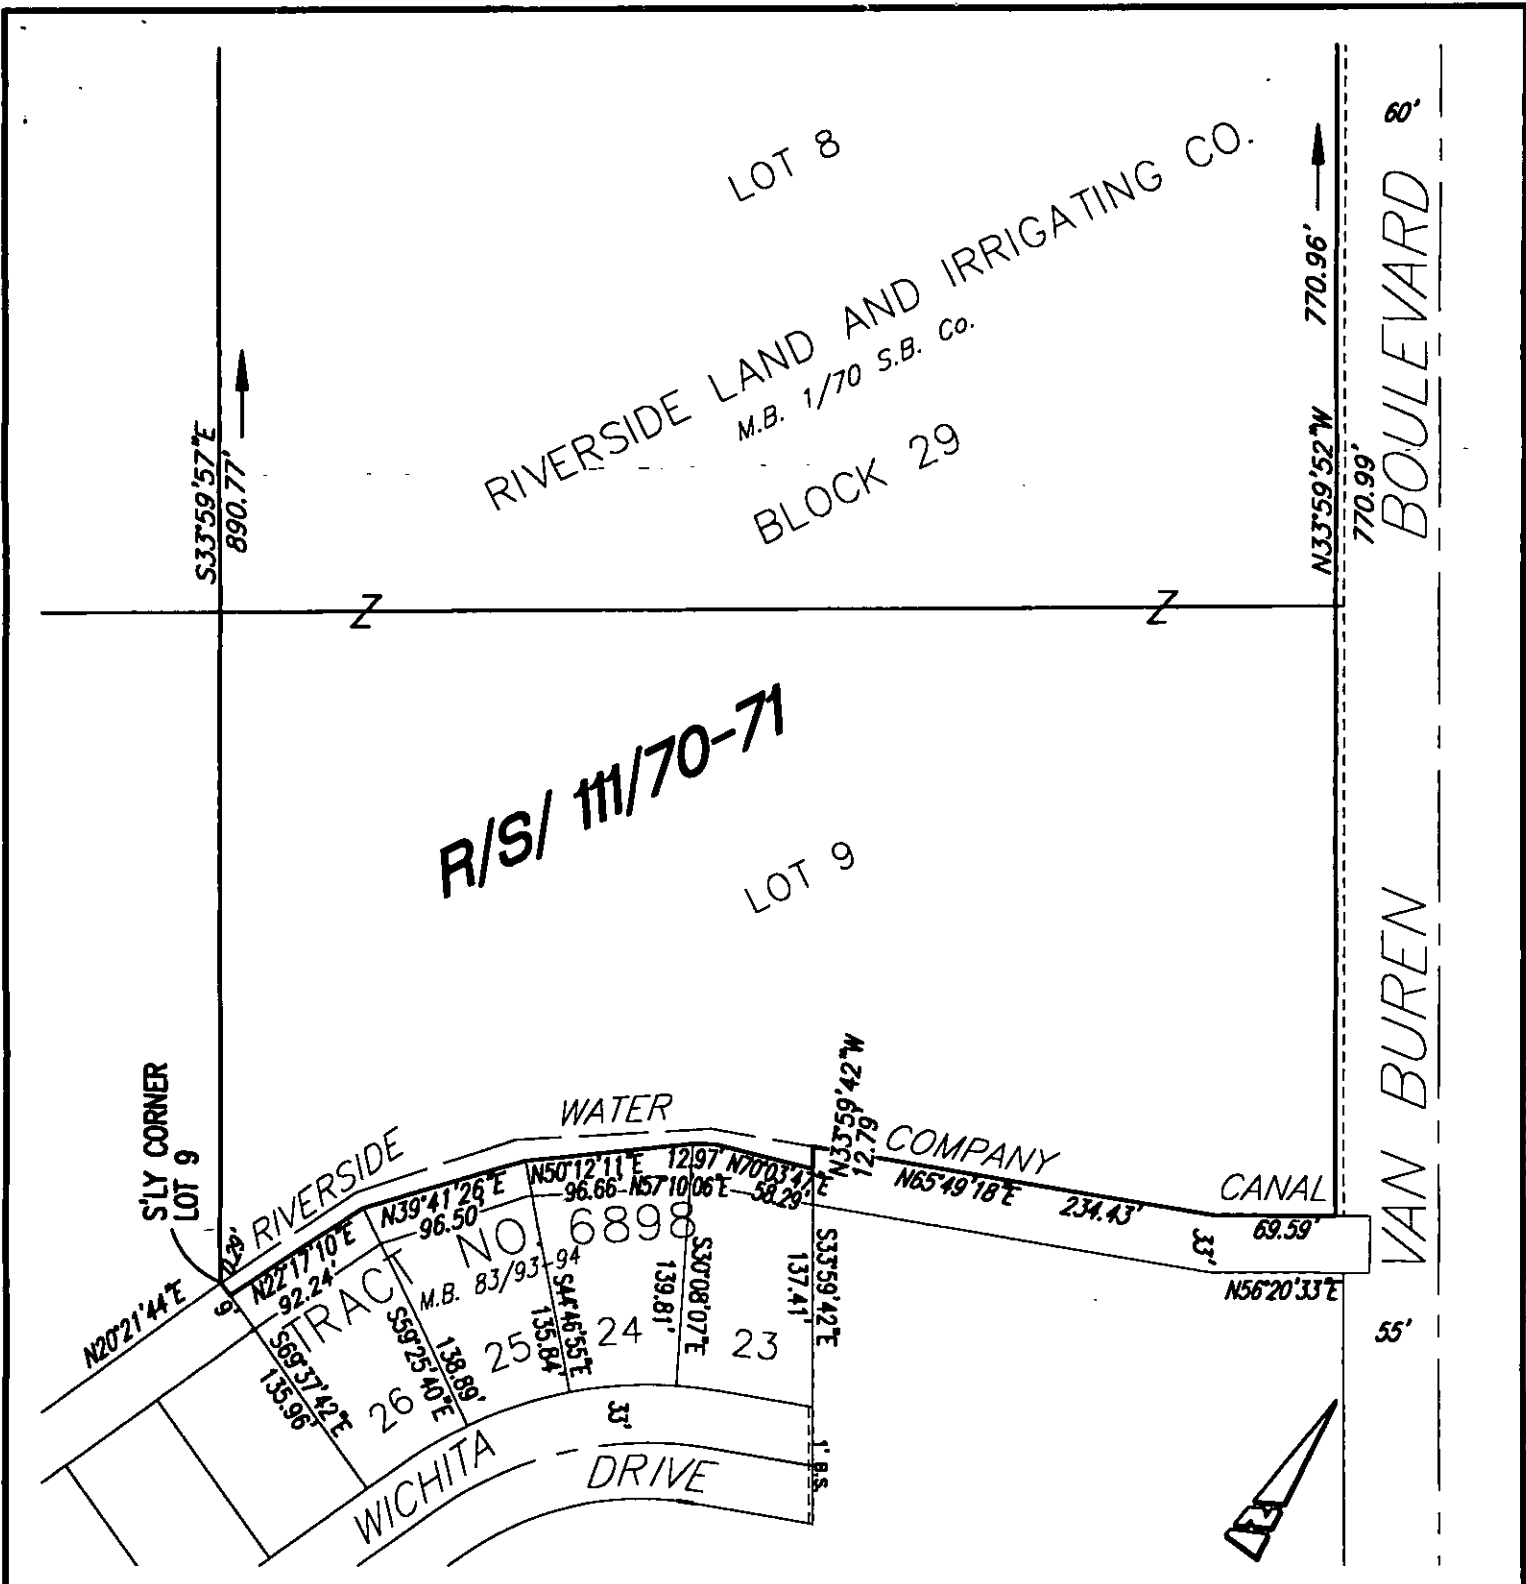 60'
LOT 8
RIVERSIDE LAND AND IRRIGATING CO.
M.B. 1/70 S.B. Co.
BLOCK 29
770.96'
N33°59'52"W
770.99'
VAN BUREN BOULEVARD
S33°59'57"E
890.77'
Z
Z
R/S/ 111/70-71
LOT 9
S'LY CORNER
LOT 9
RIVERSIDE WATER COMPANY CANAL
N33°59'42"W
12.79'
N20°21'44"E
9'
N22°17'10"E
92.24'
N39°41'26"E
96.50'
N50°12'11"E
96.66
12.97'
N57°10'06"E
N70°03'47"E
58.29'
N65°49'18"E
234.43'
69.59'
33'
N56°20'33"E
55'
TRACT NO. 6898
M.B. 83/93-94
S69°37'42"E
135.96'
26
S59°25'40"E
138.89'
25
S44°46'55"E
135.84'
24
S30°08'07"E
139.81'
23
S33°59'42"E
137.41'
33'
1' B.S.
WICHITA DRIVE
N